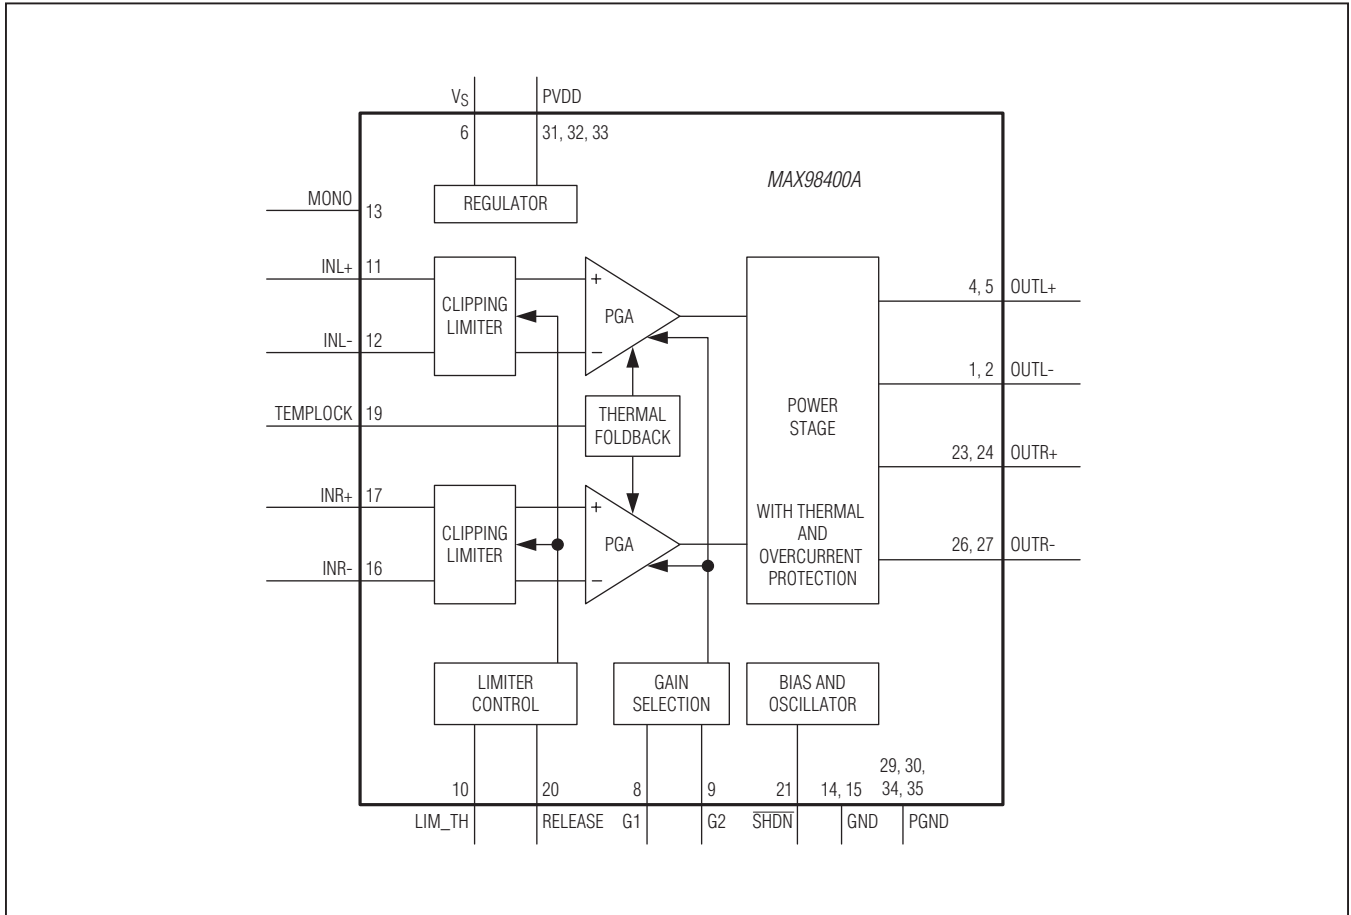 VS PVDD
6 31, 32, 33
MAX98400A
MONO 13
REGULATOR
INL+ 11
CLIPPING
LIMITER
INL- 12
+
PGA
−
4, 5 OUTL+
1, 2 OUTL-
TEMPLOCK 19
THERMAL
FOLDBACK
POWER
STAGE
23, 24 OUTR+
INR+ 17
CLIPPING
LIMITER
INR- 16
+
PGA
−
WITH THERMAL
AND
OVERCURRENT
PROTECTION
26, 27 OUTR-
LIMITER
CONTROL
GAIN
SELECTION
BIAS AND
OSCILLATOR
10 20 8 9 21 14, 15 29, 30,
34, 35
LIM_TH RELEASE G1 G2 SHDN GND PGND